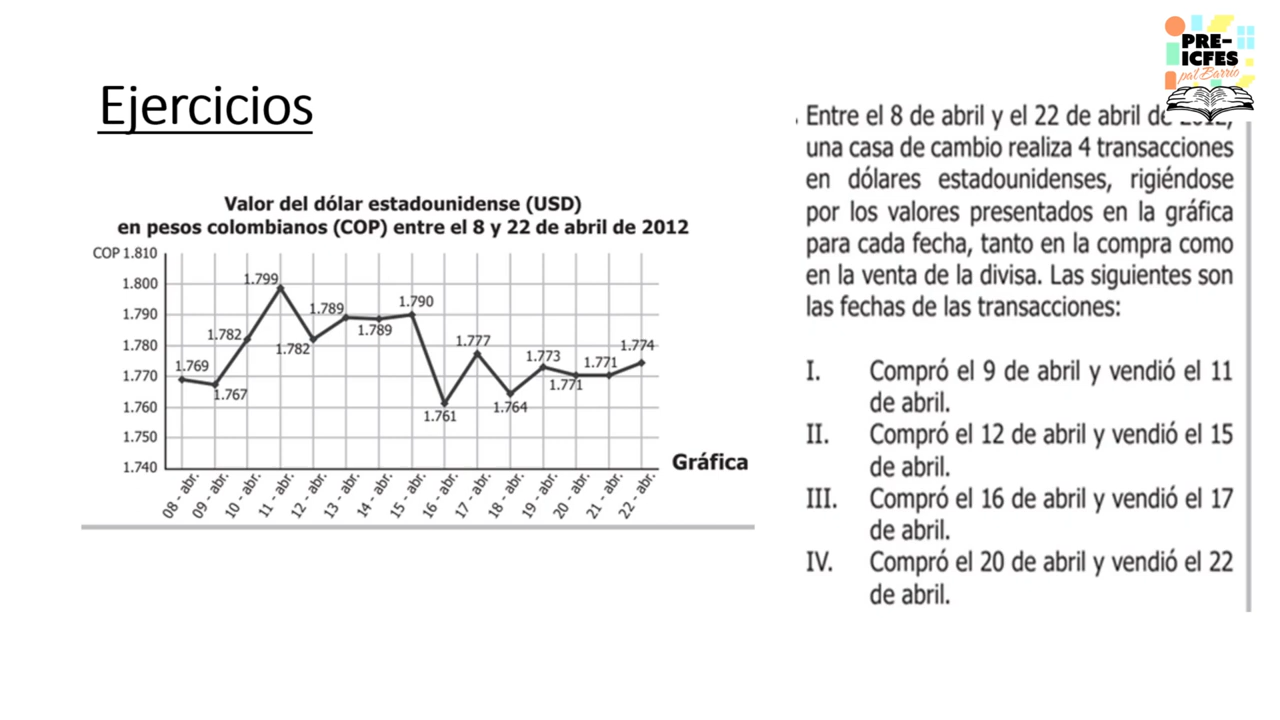 PRE-
ICFES
pa'l Barrio
Ejercicios
Valor del dólar estadounidense (USD)
en pesos colombianos (COP) entre el 8 y 22 de abril de 2012
COP 1.810
1.800
1.790
1.780
1.770
1.760
1.750
1.740
1.769
1.767
1.782
1.799
1.782
1.789
1.789
1.790
1.761
1.777
1.764
1.773
1.771
1.771
1.774
08 - abr.
09 - abr.
10 - abr.
11 - abr.
12 - abr.
13 - abr.
14 - abr.
15 - abr.
16 - abr.
17 - abr.
18 - abr.
19 - abr.
20 - abr.
21 - abr.
22 - abr.
Gráfica
Entre el 8 de abril y el 22 de abril de 2012,
una casa de cambio realiza 4 transacciones
en dólares estadounidenses, rigiéndose
por los valores presentados en la gráfica
para cada fecha, tanto en la compra como
en la venta de la divisa. Las siguientes son
las fechas de las transacciones:
I. Compró el 9 de abril y vendió el 11
de abril.
II. Compró el 12 de abril y vendió el 15
de abril.
III. Compró el 16 de abril y vendió el 17
de abril.
IV. Compró el 20 de abril y vendió el 22
de abril.